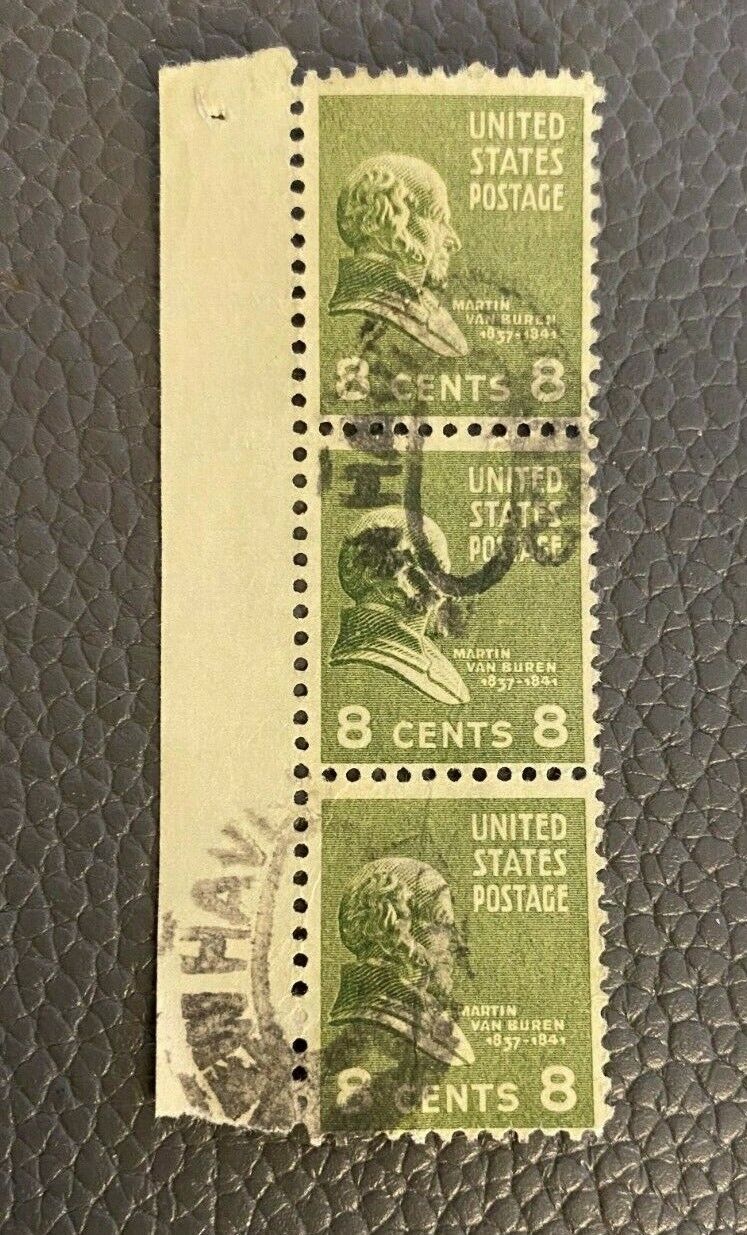 UNITED
STATES
POSTAGE
MARTIN
VAN BUREN
1837-1841
8 CENTS 8
UNITED
STATES
POSTAGE
MARTIN
VAN BUREN
1837-1841
8 CENTS 8
UNITED
STATES
POSTAGE
MARTIN
VAN BUREN
1837-1841
8 CENTS 8